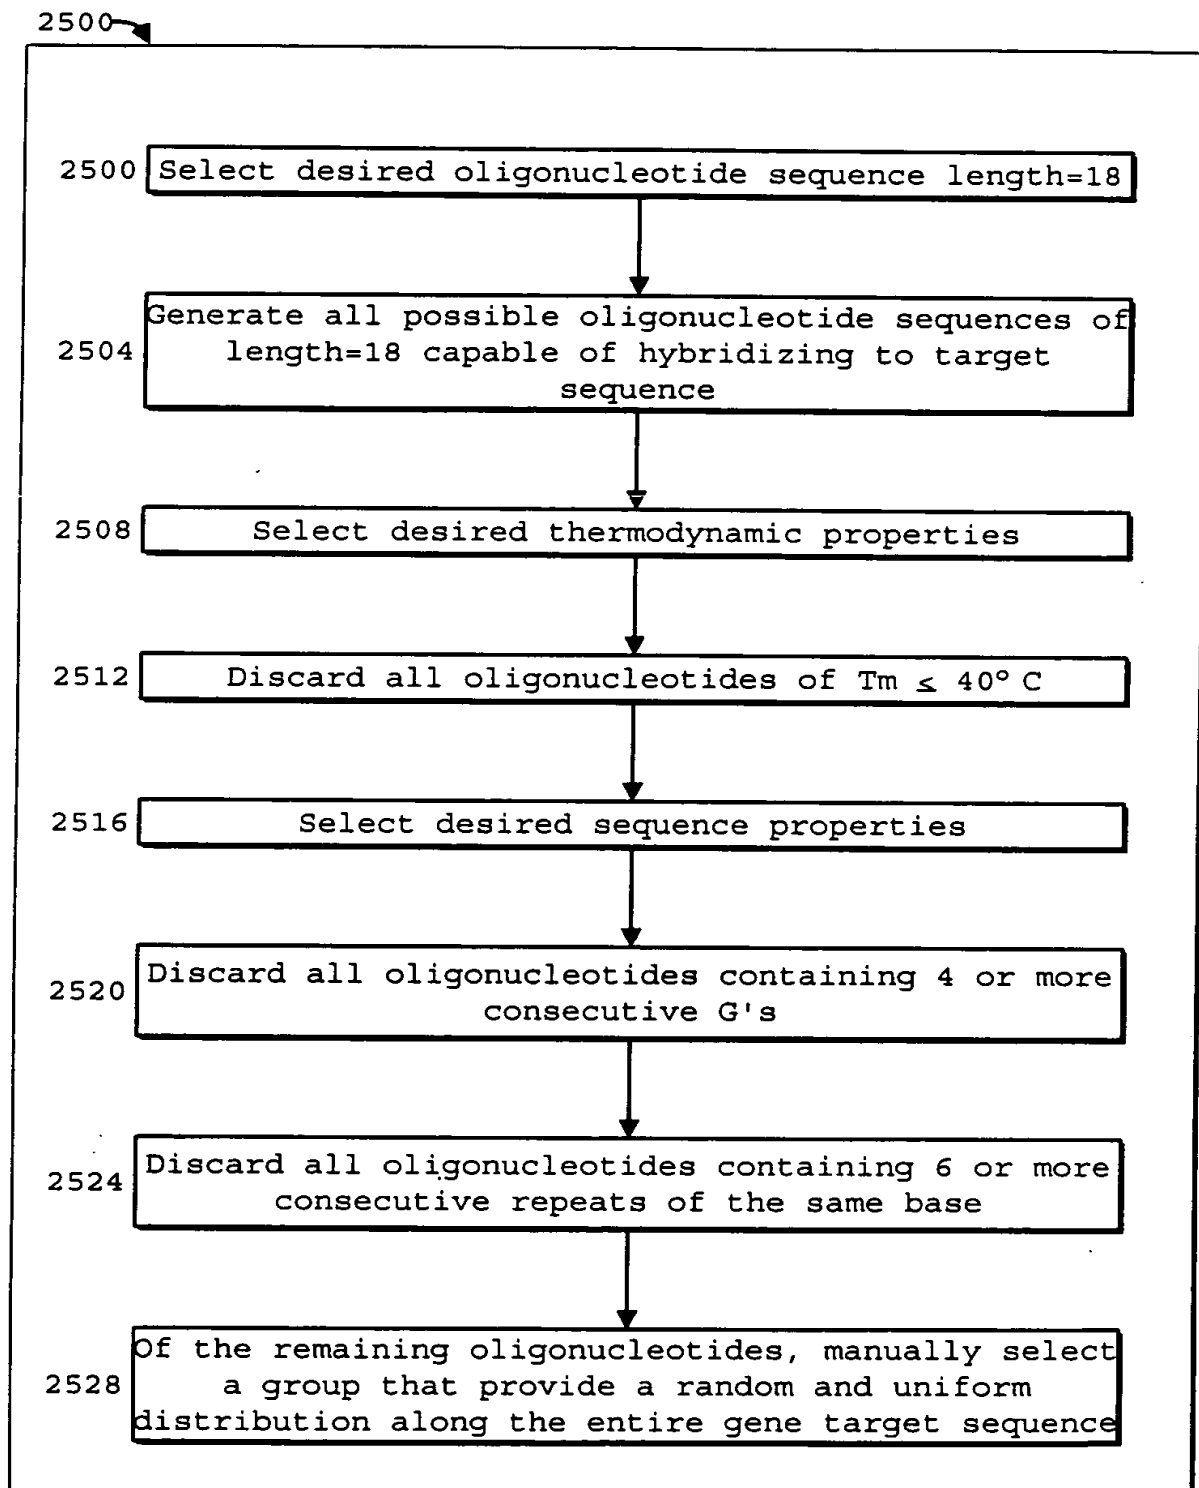 2500
2500 Select desired oligonucleotide sequence length=18
Generate all possible oligonucleotide sequences of
2504 length=18 capable of hybridizing to target
sequence
2508 Select desired thermodynamic properties
2512 Discard all oligonucleotides of Tm ≤ 40° C
2516 Select desired sequence properties
Discard all oligonucleotides containing 4 or more
2520 consecutive G's
Discard all oligonucleotides containing 6 or more
2524 consecutive repeats of the same base
Of the remaining oligonucleotides, manually select
2528 a group that provide a random and uniform
distribution along the entire gene target sequence